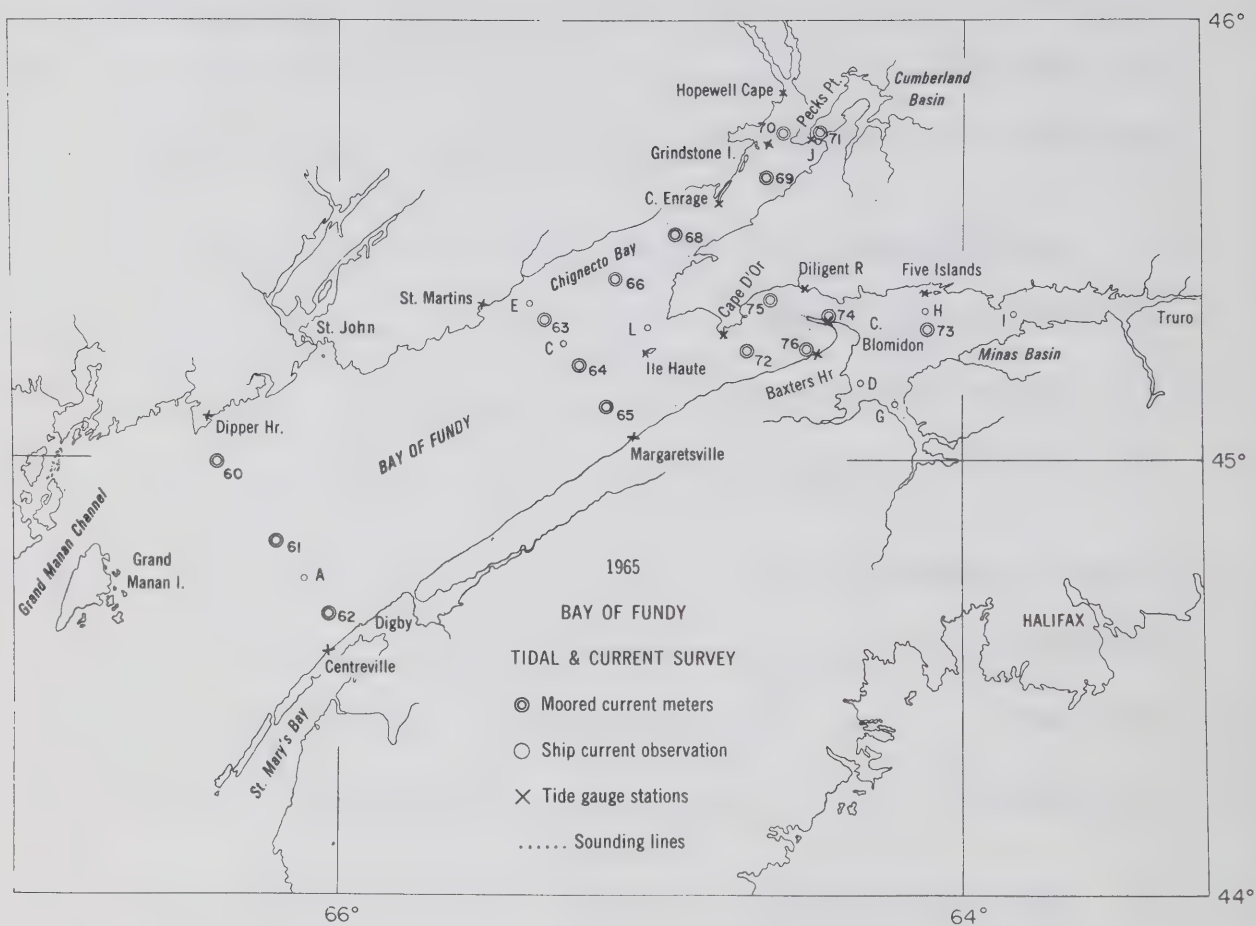 46°
Hopewell Cape
Pecks Pt.
Cumberland
Basin
70
71
Grindstone I.
J
69
C. Enrage
68
Chignecto Bay
66
Cape D'Or
Diligent R
Five Islands
St. Martins
E
63
75
74
H
I
Truro
St. John
L
C
C.
Blomidon
73
64
Ile Haute
72
76
Minas Basin
Baxters Hr
D
65
G
Dipper Hr.
BAY OF FUNDY
Margaretsville
60
45°
Grand Manan Channel
61
Grand
Manan I.
A
62
Digby
Centreville
St. Mary's Bay
HALIFAX
1965
BAY OF FUNDY
TIDAL & CURRENT SURVEY
Moored current meters
Ship current observation
Tide gauge stations
...... Sounding lines
44°
66°
64°